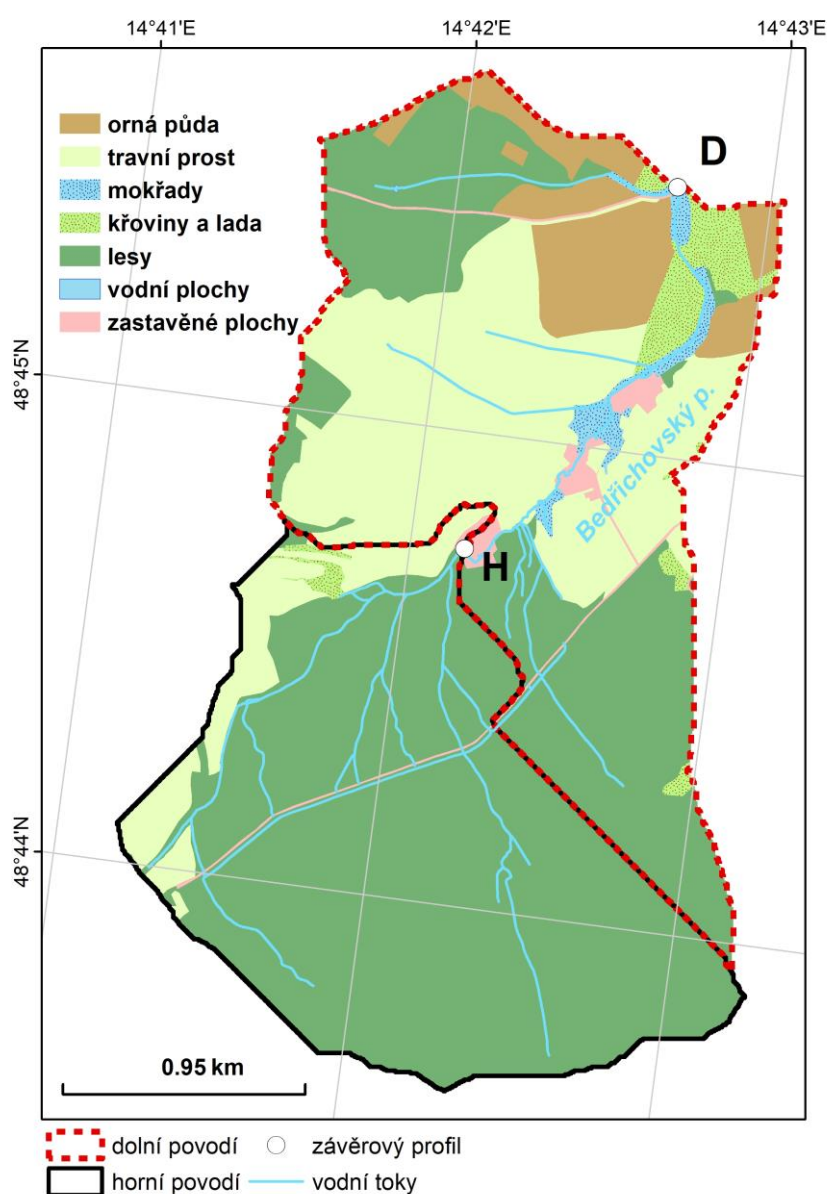 14°41'E
14°42'E
14°43'E
orná půda
travní prost
mokřady
křoviny a lada
lesy
vodní plochy
zastavěné plochy
D
48°45'N
Bedřichovský p.
H
48°44'N
0.95 km
dolní povodí
závěrový profil
horní povodí
vodní toky